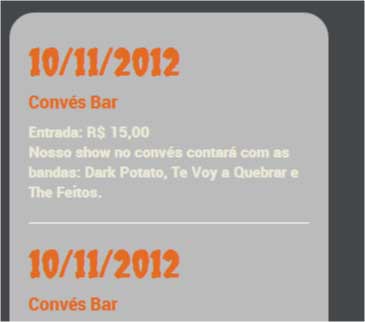 10/11/2012
Convés Bar
Entrada: R$ 15,00
Nosso show no convés contará com as
bandas: Dark Potato, Te Voy a Quebrar e
The Feitos.
10/11/2012
Convés Bar